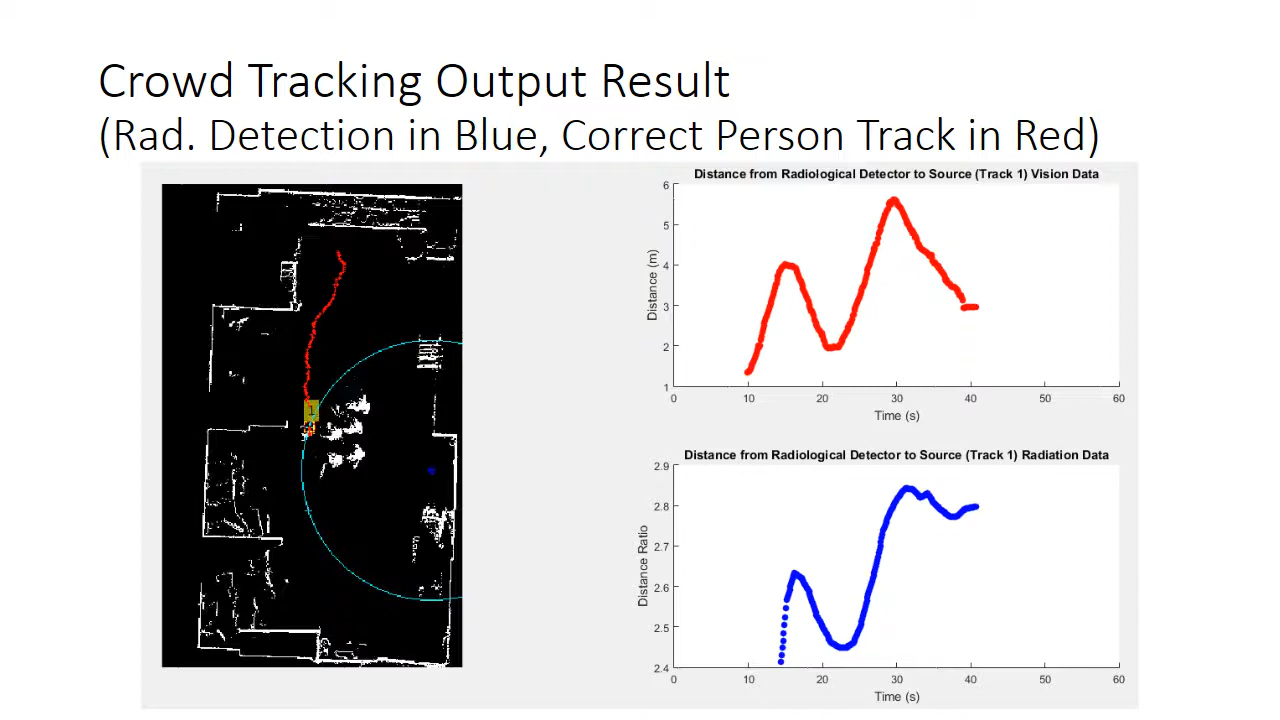 Crowd Tracking Output Result
(Rad. Detection in Blue, Correct Person Track in Red)
1
Distance from Radiological Detector to Source (Track 1) Vision Data
6
5
4
3
2
1
Distance (m)
0 10 20 30 40 50 60
Time (s)
Distance from Radiological Detector to Source (Track 1) Radiation Data
2.9
2.8
2.7
2.6
2.5
2.4
Distance Ratio
0 10 20 30 40 50 60
Time (s)